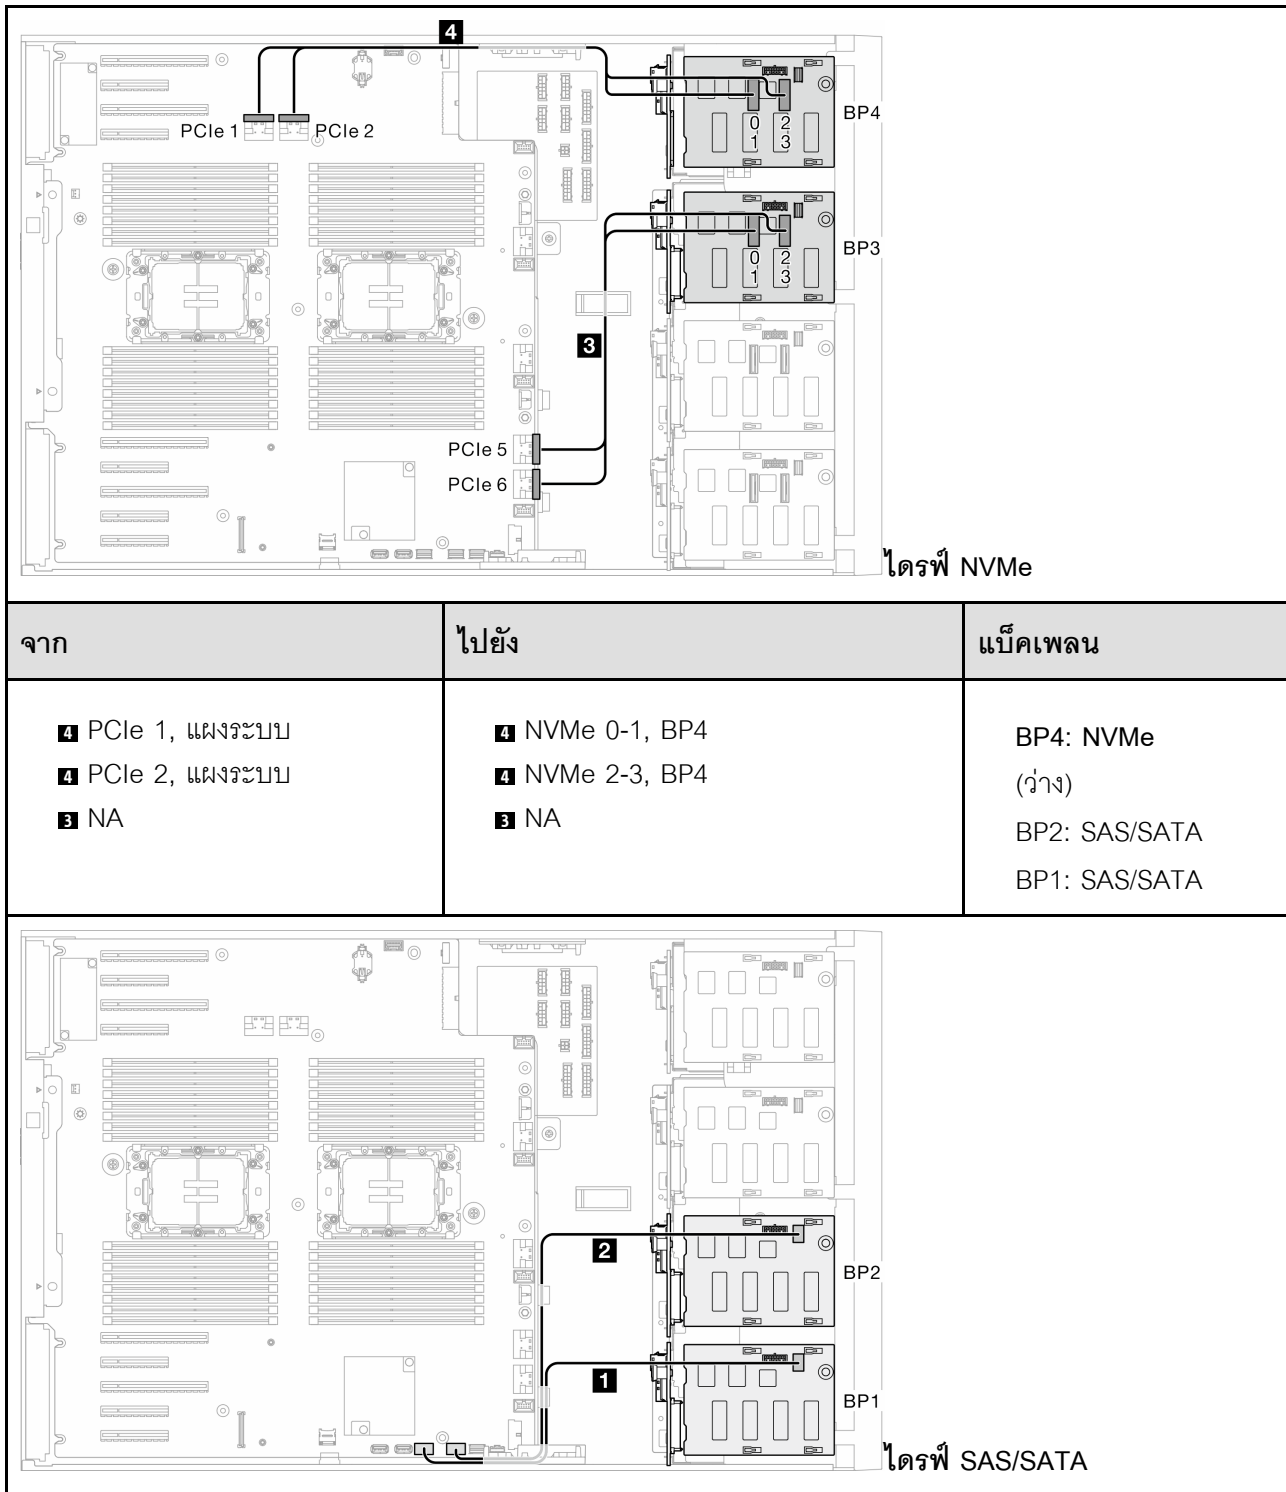 4
PCIe 1
PCIe 2
0
1
2
3
BP4
0
1
2
3
BP3
3
PCIe 5
PCIe 6
ไดรฟ์ NVMe
จาก
ไปยัง
แบ็คเพลน
4 PCIe 1, แผงระบบ
4 PCIe 2, แผงระบบ
3 NA
4 NVMe 0-1, BP4
4 NVMe 2-3, BP4
3 NA
BP4: NVMe
(ว่าง)
BP2: SAS/SATA
BP1: SAS/SATA
2
BP2
1
BP1
ไดรฟ์ SAS/SATA